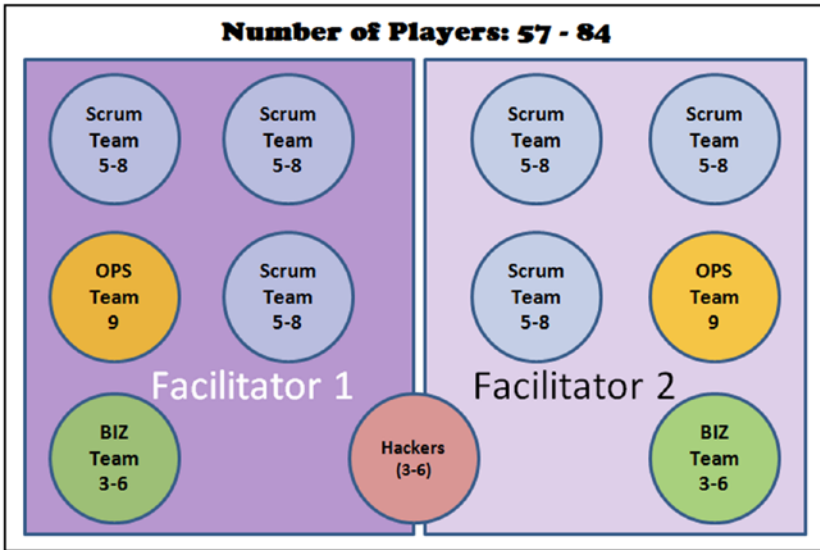 Number of Players: 57 - 84
Scrum
Team
5-8
Scrum
Team
5-8
OPS
Team
9
Scrum
Team
5-8
Facilitator 1
BIZ
Team
3-6
Hackers
(3-6)
Scrum
Team
5-8
Scrum
Team
5-8
Scrum
Team
5-8
OPS
Team
9
Facilitator 2
BIZ
Team
3-6